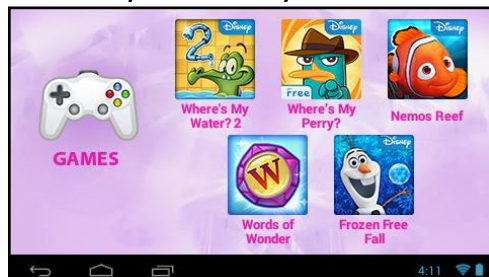 Disney
Disney
Disney
2
Free
Where's My
Water? 2
Where's My
Perry?
Nemos Reef
GAMES
Disney
W
Words of
Wonder
Frozen Free
Fall
4:11